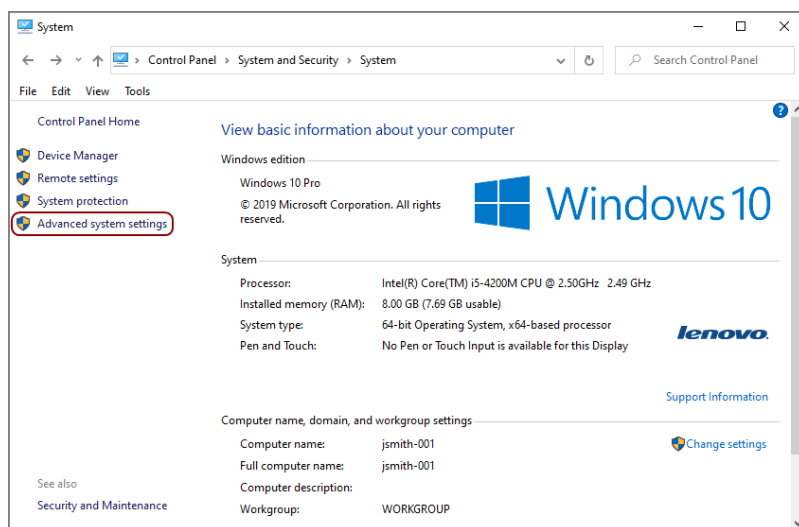 System
Control Panel › System and Security › System
Search Control Panel
File Edit View Tools
Control Panel Home
Device Manager
Remote settings
System protection
Advanced system settings
See also
Security and Maintenance
?
View basic information about your computer
Windows edition
Windows 10 Pro
© 2019 Microsoft Corporation. All rights
reserved.
Windows 10
System
Processor: Intel(R) Core(TM) i5-4200M CPU @ 2.50GHz 2.49 GHz
Installed memory (RAM): 8.00 GB (7.69 GB usable)
System type: 64-bit Operating System, x64-based processor
Pen and Touch: No Pen or Touch Input is available for this Display
lenovo.
Support Information
Computer name, domain, and workgroup settings
Computer name: jsmith-001
Change settings
Full computer name: jsmith-001
Computer description:
Workgroup: WORKGROUP